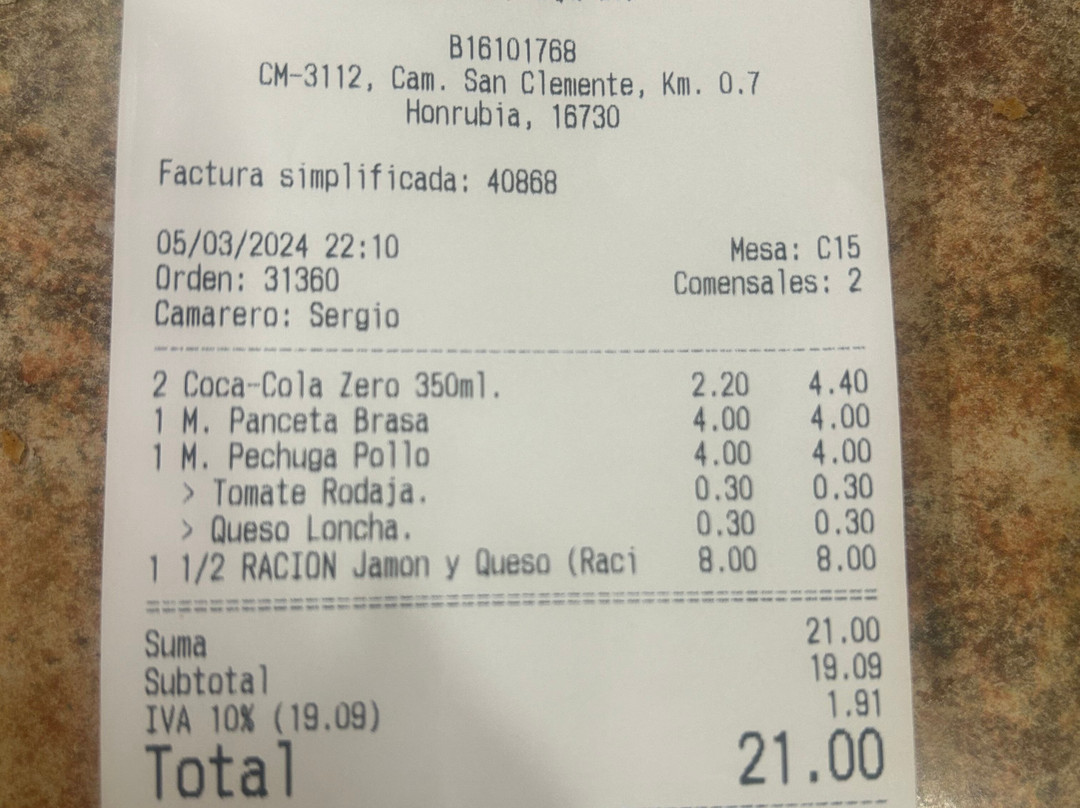 B16101768
CM-3112, Cam. San Clemente, Km. 0.7
Honrubia, 16730
Factura simplificada: 40868
05/03/2024 22:10 Mesa: C15
Orden: 31360 Comensales: 2
Camarero: Sergio
2 Coca-Cola Zero 350ml. 2.20 4.40
1 M. Panceta Brasa 4.00 4.00
1 M. Pechuga Pollo 4.00 4.00
> Tomate Rodaja. 0.30 0.30
> Queso Loncha. 0.30 0.30
1 1/2 RACION Jamon y Queso (Raci 8.00 8.00
Suma 21.00
Subtotal 19.09
IVA 10% (19.09) 1.91
Total 21.00